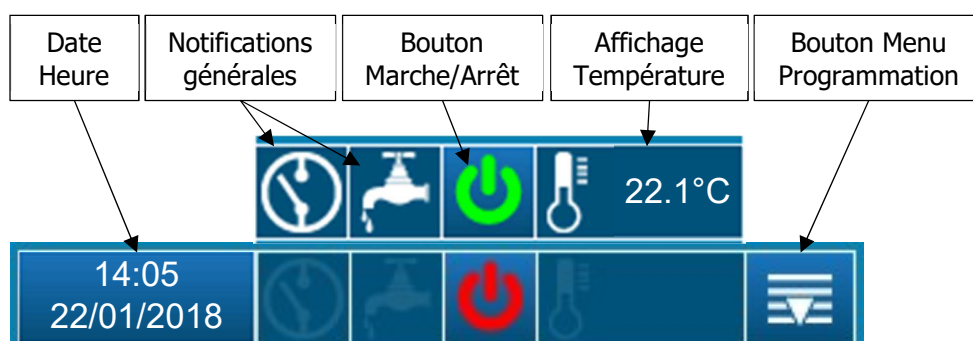 Date
Heure
Notifications
générales
Bouton
Marche/Arrêt
Affichage
Température
Bouton Menu
Programmation
22.1°C
14:05
22/01/2018